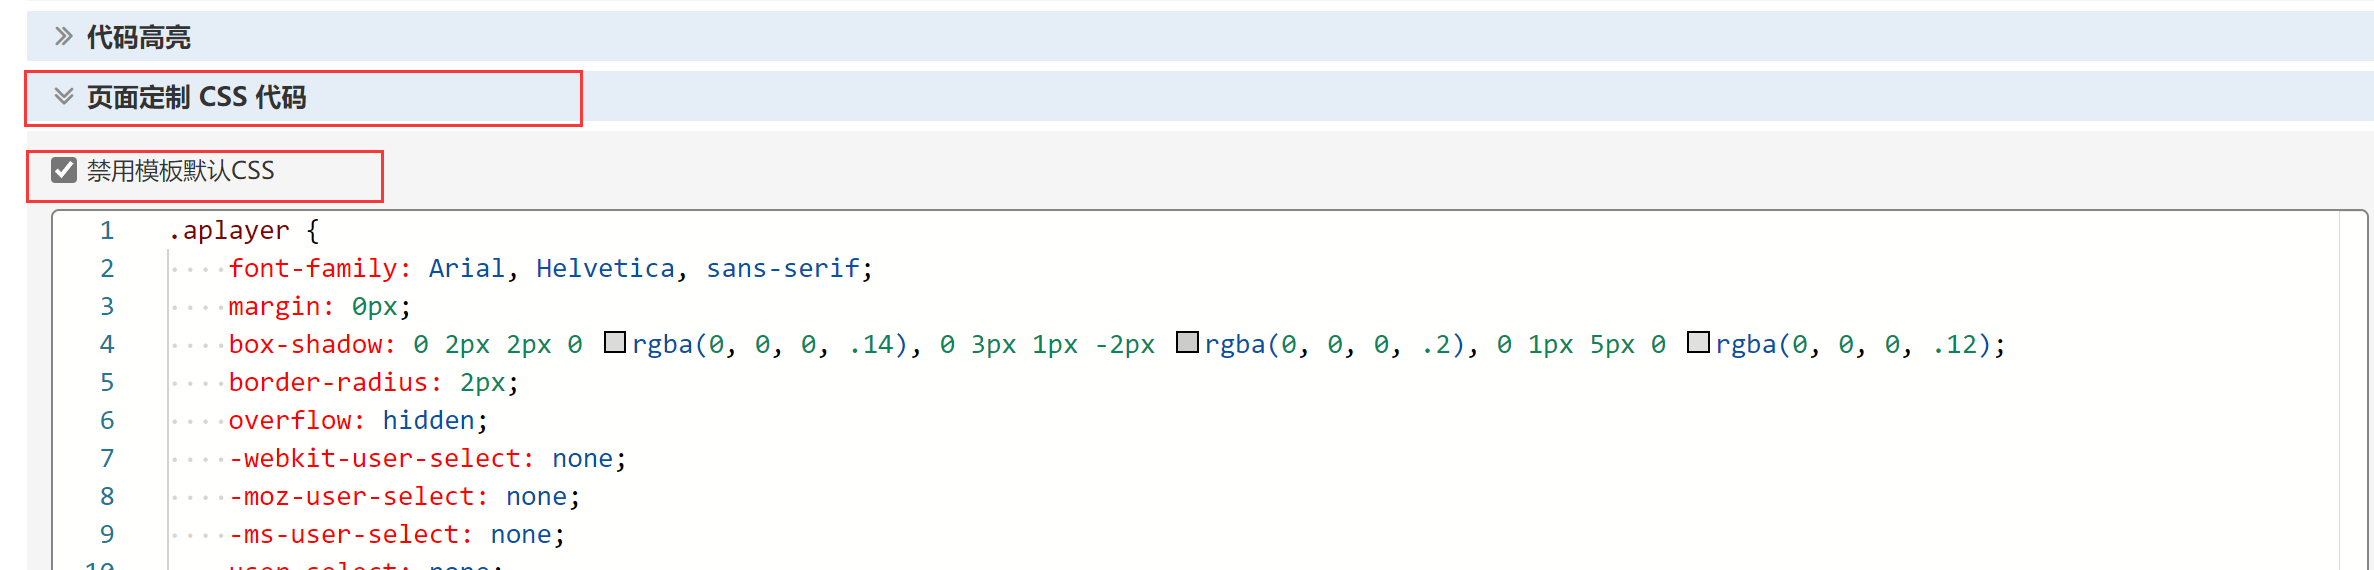 代码高亮
页面定制 CSS 代码
禁用模板默认CSS
1 .aplayer {
2 ····font-family: Arial, Helvetica, sans-serif;
3 ····margin: 0px;
4 ····box-shadow: 0 2px 2px 0 rgba(0, 0, 0, .14), 0 3px 1px -2px rgba(0, 0, 0, .2), 0 1px 5px 0 rgba(0, 0, 0, .12);
5 ····border-radius: 2px;
6 ····overflow: hidden;
7 ····-webkit-user-select: none;
8 ····-moz-user-select: none;
9 ····-ms-user-select: none;
10 user-select: none;